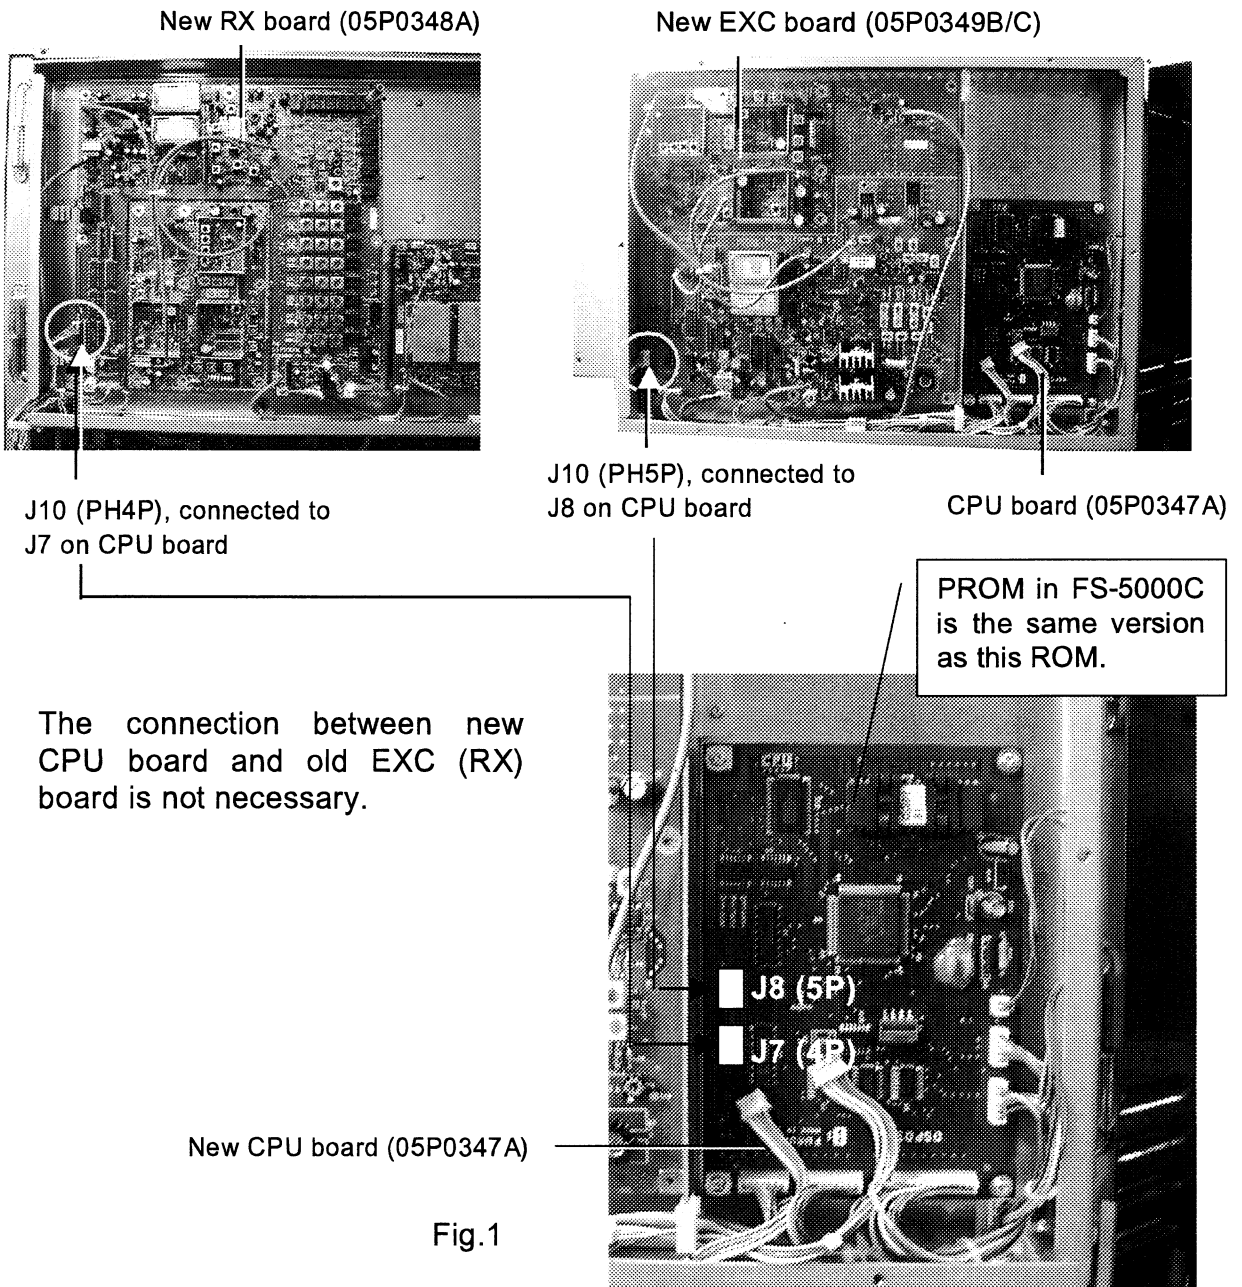 New RX board (05P0348A)
New EXC board (05P0349B/C)
J10 (PH4P), connected to
J7 on CPU board
J10 (PH5P), connected to
J8 on CPU board
CPU board (05P0347A)
PROM in FS-5000C
is the same version
as this ROM.
The connection between new
CPU board and old EXC (RX)
board is not necessary.
CPU
J8 (5P)
J7 (4P)
New CPU board (05P0347A)
Fig.1